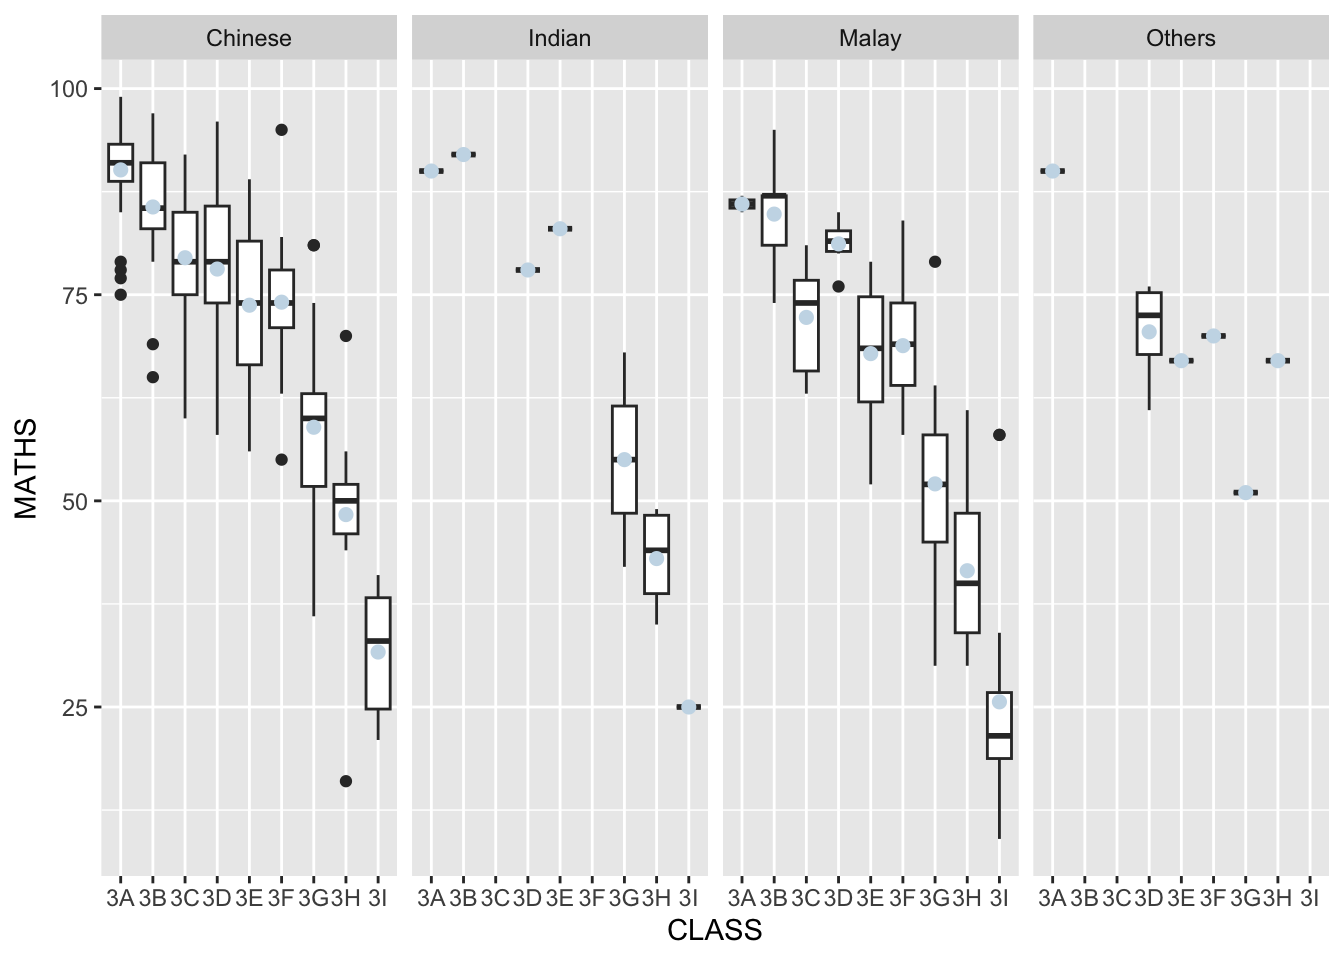 Chinese Indian Malay Others
100
75
50
25
MATHS
3A 3B 3C 3D 3E 3F 3G 3H 3I 3A 3B 3C 3D 3E 3F 3G 3H 3I 3A 3B 3C 3D 3E 3F 3G 3H 3I 3A 3B 3C 3D 3E 3F 3G 3H 3I
CLASS